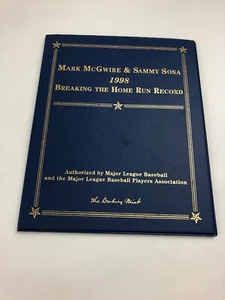 MARK MCGWIRE & SAMMY SOSA
1998
BREAKING THE HOME RUN RECORD
Authorized by Major League Baseball
and the Major League Baseball Players Association
The Danbury Mint